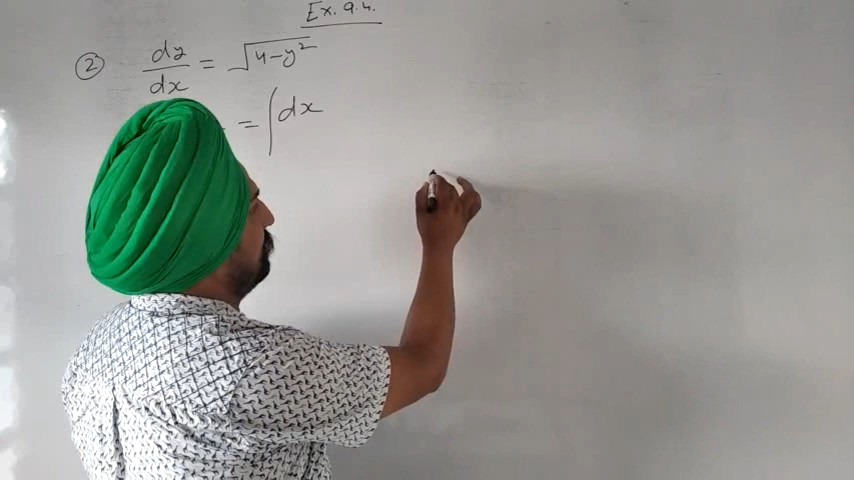 Ex. 9.4.
② dy/dx = √4-y²
= ∫dx